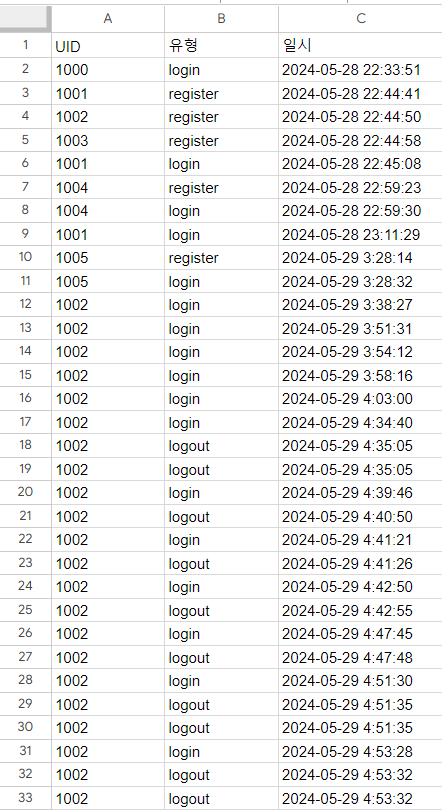 A B C
1 UID 유형 일시
2 1000 login 2024-05-28 22:33:51
3 1001 register 2024-05-28 22:44:41
4 1002 register 2024-05-28 22:44:50
5 1003 register 2024-05-28 22:44:58
6 1001 login 2024-05-28 22:45:08
7 1004 register 2024-05-28 22:59:23
8 1004 login 2024-05-28 22:59:30
9 1001 login 2024-05-28 23:11:29
10 1005 register 2024-05-29 3:28:14
11 1005 login 2024-05-29 3:28:32
12 1002 login 2024-05-29 3:38:27
13 1002 login 2024-05-29 3:51:31
14 1002 login 2024-05-29 3:54:12
15 1002 login 2024-05-29 3:58:16
16 1002 login 2024-05-29 4:03:00
17 1002 login 2024-05-29 4:34:40
18 1002 logout 2024-05-29 4:35:05
19 1002 logout 2024-05-29 4:35:05
20 1002 login 2024-05-29 4:39:46
21 1002 logout 2024-05-29 4:40:50
22 1002 login 2024-05-29 4:41:21
23 1002 logout 2024-05-29 4:41:26
24 1002 login 2024-05-29 4:42:50
25 1002 logout 2024-05-29 4:42:55
26 1002 login 2024-05-29 4:47:45
27 1002 logout 2024-05-29 4:47:48
28 1002 login 2024-05-29 4:51:30
29 1002 logout 2024-05-29 4:51:35
30 1002 logout 2024-05-29 4:51:35
31 1002 login 2024-05-29 4:53:28
32 1002 logout 2024-05-29 4:53:32
33 1002 logout 2024-05-29 4:53:32